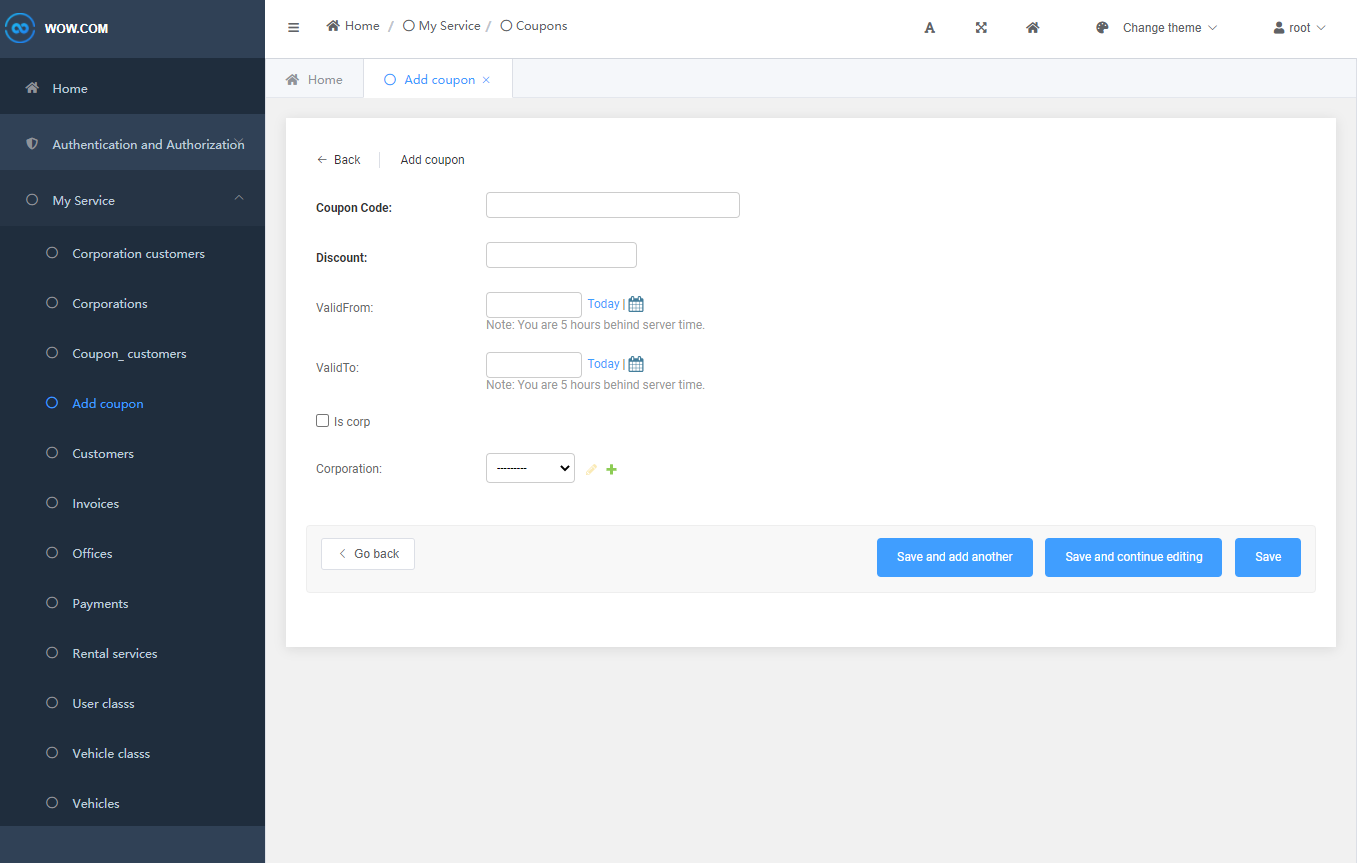 WOW.COM
Home
Authentication and Authorization
My Service
Corporation customers
Corporations
Coupon_ customers
Add coupon
Customers
Invoices
Offices
Payments
Rental services
User classs
Vehicle classs
Vehicles
Home / My Service / Coupons
A Change theme root
Home Add coupon ×
← Back Add coupon
Coupon Code:
Discount:
ValidFrom: Today |
Note: You are 5 hours behind server time.
ValidTo: Today |
Note: You are 5 hours behind server time.
Is corp
Corporation: ---------
Go back Save and add another Save and continue editing Save